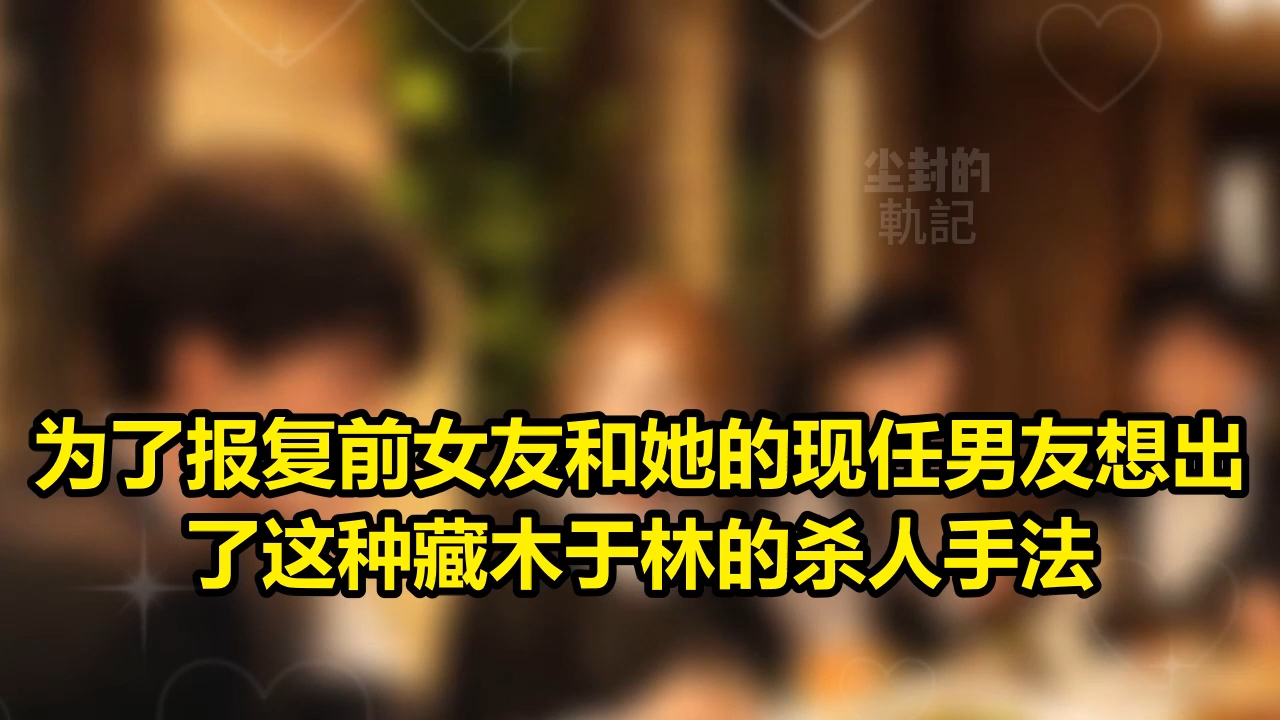 尘封的
軌記
为了报复前女友和她的现任男友想出
了这种藏木于林的杀人手法